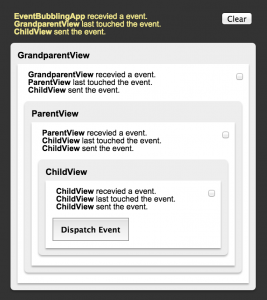 EventBubblingApp recevied a event.
GrandparentView last touched the event.
ChildView sent the event.
Clear
GrandparentView
GrandparentView recevied a event.
ParentView last touched the event.
ChildView sent the event.
ParentView
ParentView recevied a event.
ChildView last touched the event.
ChildView sent the event.
ChildView
ChildView recevied a event.
ChildView last touched the event.
ChildView sent the event.
Dispatch Event